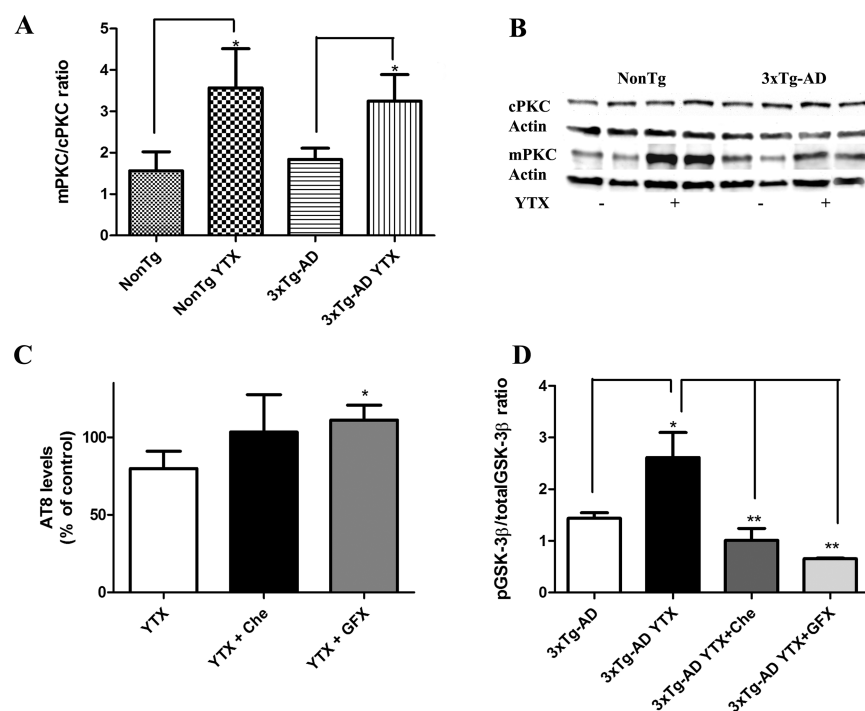 A
mPKC/cPKC ratio
5
4
3
2
1
0
*
*
NonTg
NonTg YTX
3xTg-AD
3xTg-AD YTX
B
NonTg 3xTg-AD
cPKC
Actin
mPKC
Actin
YTX - + - +
C
AT8 levels
(% of control)
100
50
0
*
YTX
YTX + Che
YTX + GFX
D
pGSK-3β/totalGSK-3β ratio
4
3
2
1
0
*
**
**
3xTg-AD
3xTg-AD YTX
3xTg-AD YTX+Che
3xTg-AD YTX+GFX